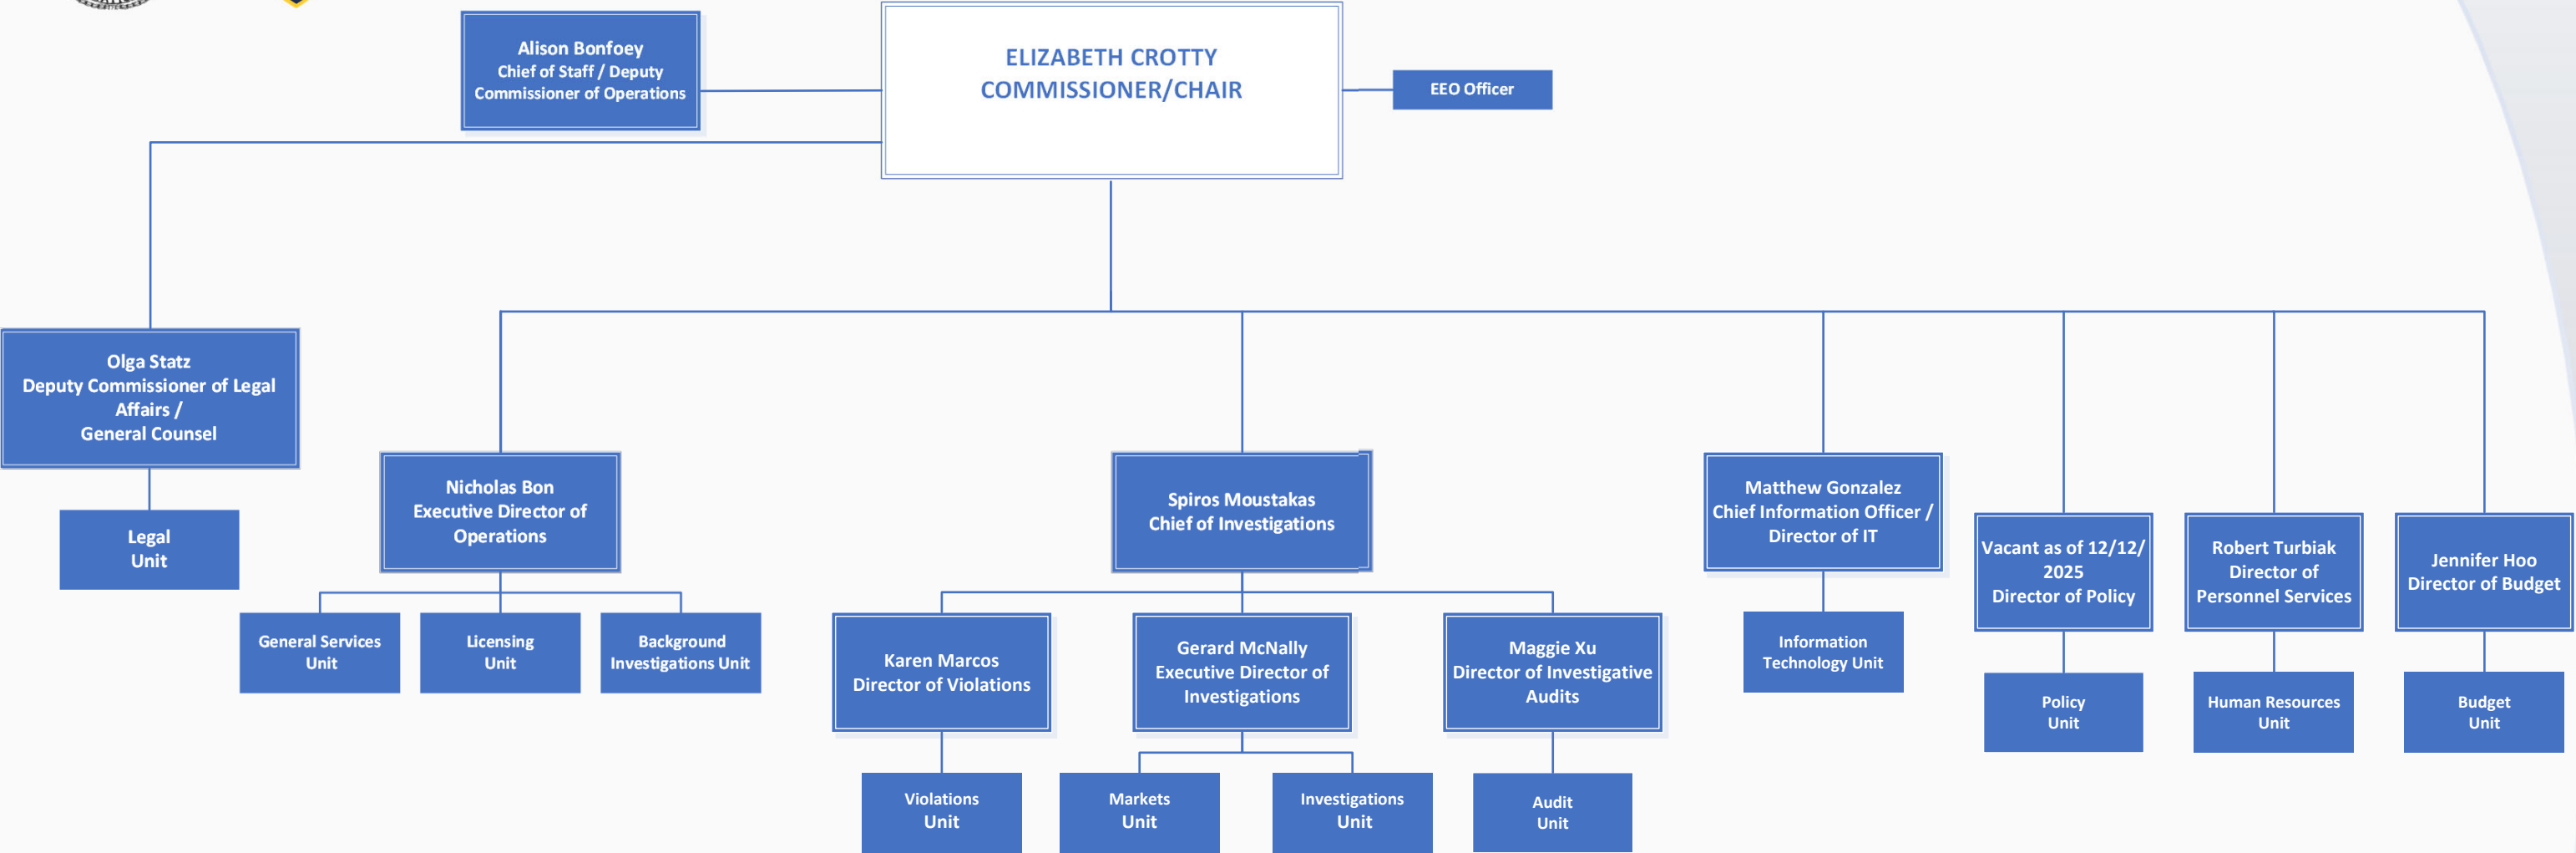 Alison Bonfoey
Chief of Staff / Deputy
Commissioner of Operations
ELIZABETH CROTTY
COMMISSIONER/CHAIR
EEO Officer
Olga Statz
Deputy Commissioner of Legal
Affairs /
General Counsel
Legal
Unit
Nicholas Bon
Executive Director of
Operations
General Services
Unit
Licensing
Unit
Background
Investigations Unit
Spiros Moustakas
Chief of Investigations
Karen Marcos
Director of Violations
Violations
Unit
Gerard McNally
Executive Director of
Investigations
Markets
Unit
Investigations
Unit
Maggie Xu
Director of Investigative
Audits
Audit
Unit
Matthew Gonzalez
Chief Information Officer /
Director of IT
Information
Technology Unit
Vacant as of 12/12/
2025
Director of Policy
Policy
Unit
Robert Turbiak
Director of
Personnel Services
Human Resources
Unit
Jennifer Hoo
Director of Budget
Budget
Unit